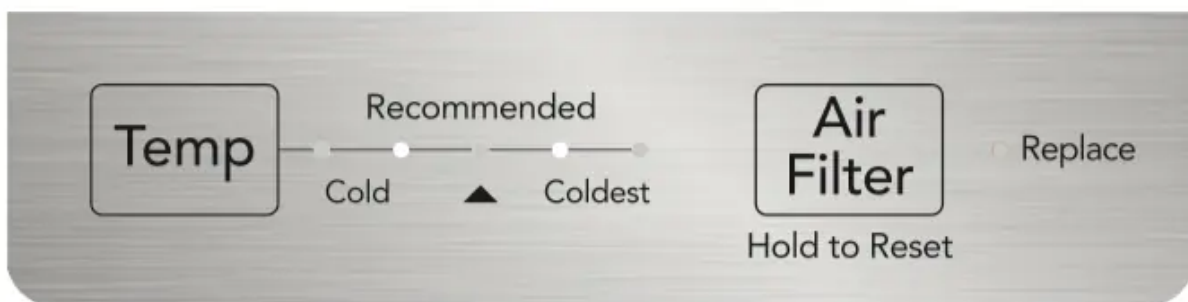 Temp
Recommended
Cold
Coldest
Air
Filter
Hold to Reset
Replace